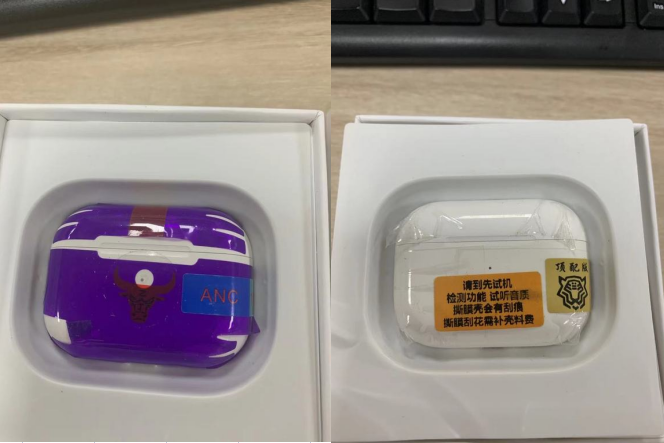 ANC
Ins
顶配版
请到先试机
检测功能 试听音质
撕膜壳会有刮痕
撕膜刮花需补壳料费